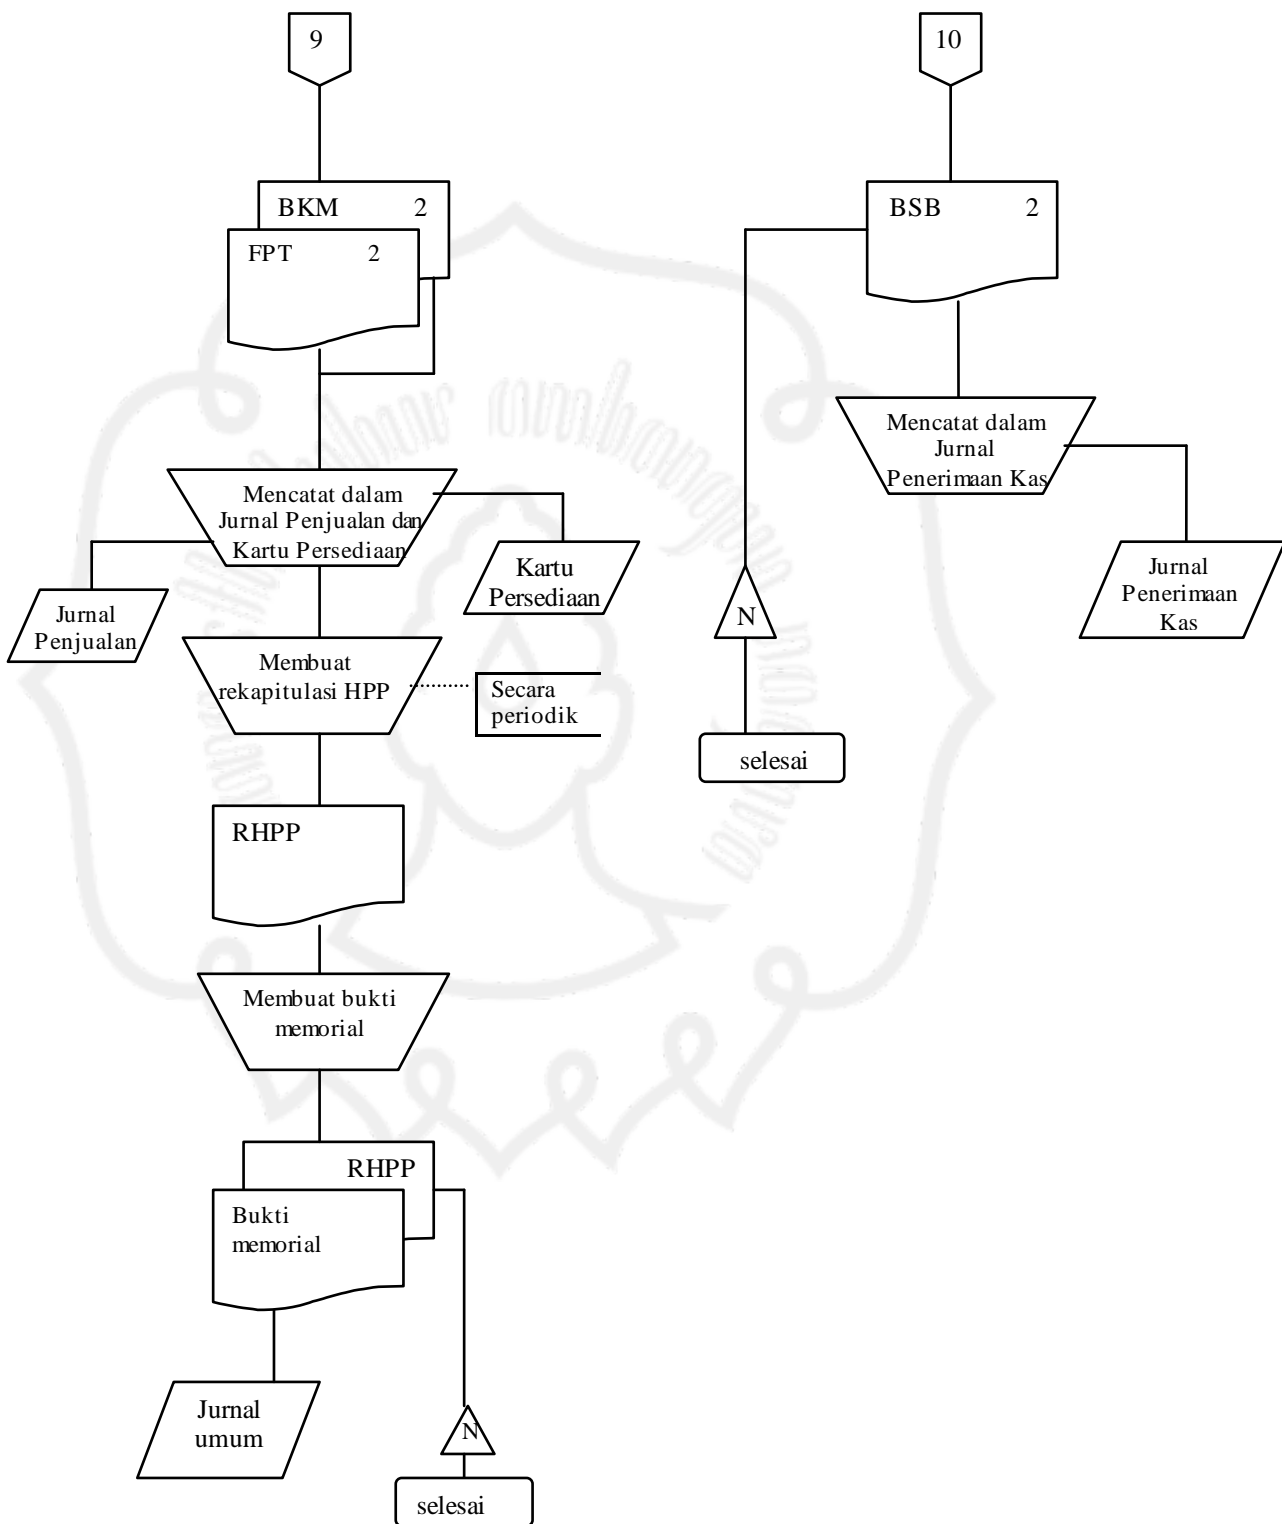 9
10
BKM 2
FPT 2
BSB 2
Mencatat dalam
Jurnal
Penerimaan Kas
Mencatat dalam
Jurnal Penjualan dan
Kartu Persediaan
Kartu
Persediaan
Jurnal
Penerimaan
Kas
Jurnal
Penjualan
N
Membuat
rekapitulasi HPP
Secara
periodik
selesai
RHPP
Membuat bukti
memorial
RHPP
Bukti
memorial
Jurnal
umum
N
selesai